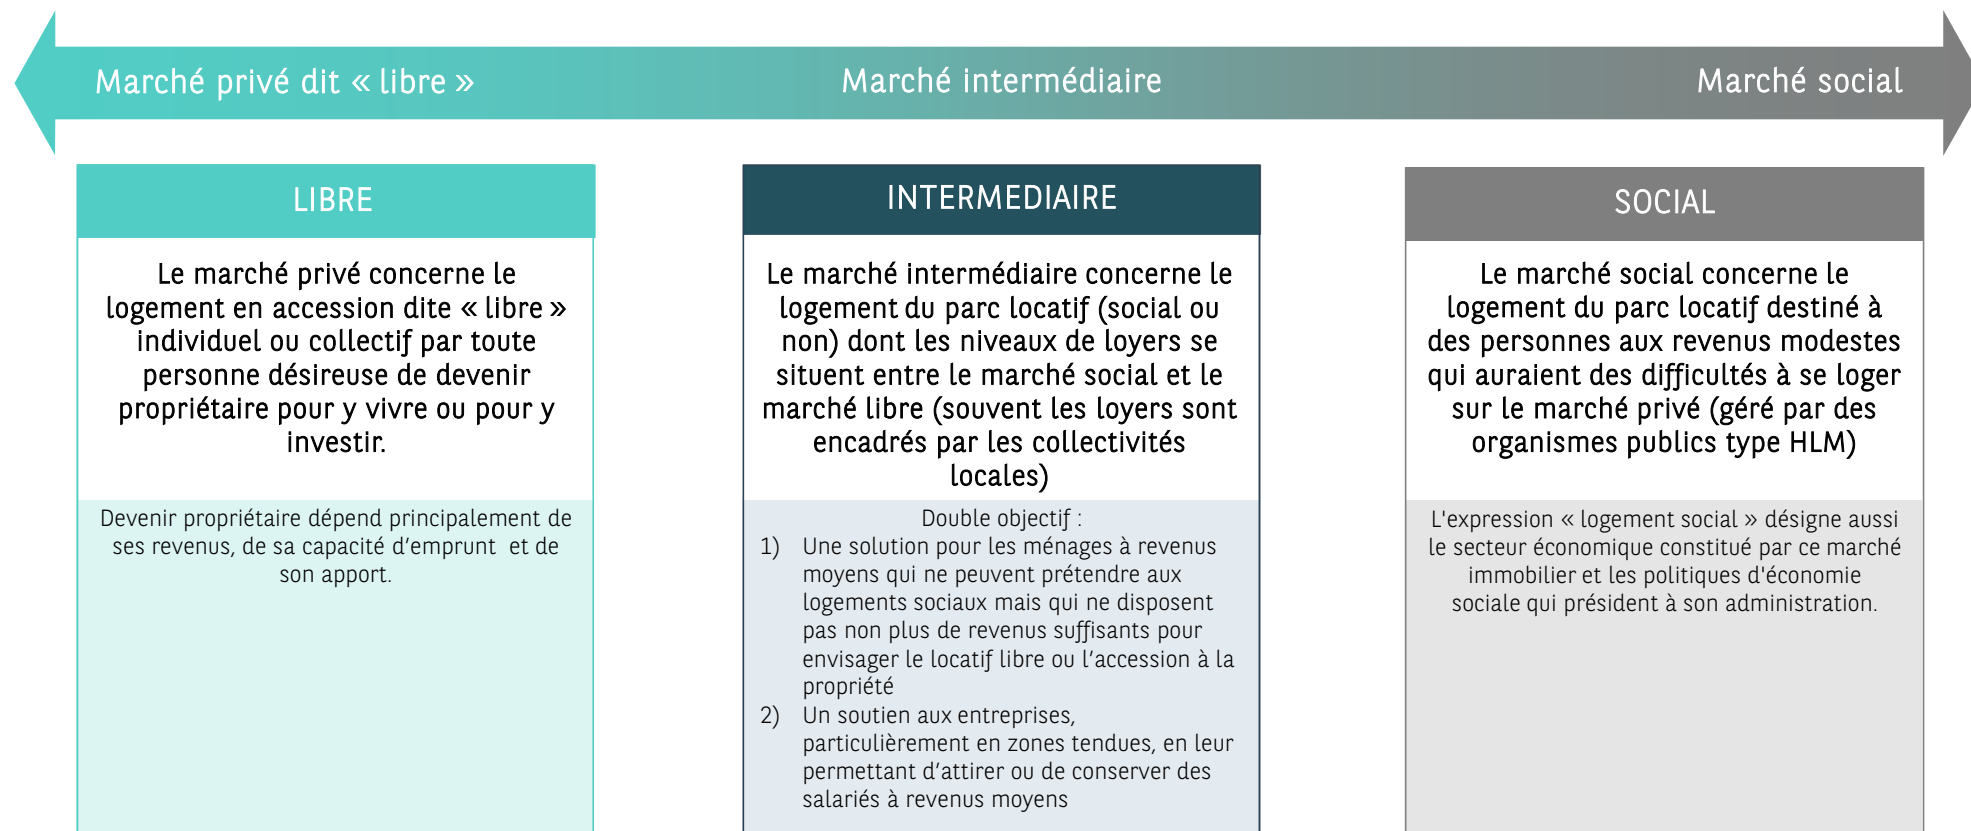 Marché privé dit « libre »
Marché intermédiaire
Marché social
LIBRE
Le marché privé concerne le
logement en accession dite « libre »
individuel ou collectif par toute
personne désireuse de devenir
propriétaire pour y vivre ou pour y
investir.
Devenir propriétaire dépend principalement de
ses revenus, de sa capacité d’emprunt et de
son apport.
INTERMEDIAIRE
Le marché intermédiaire concerne le
logement du parc locatif (social ou
non) dont les niveaux de loyers se
situent entre le marché social et le
marché libre (souvent les loyers sont
encadrés par les collectivités
locales)
Double objectif :
1) Une solution pour les ménages à revenus
moyens qui ne peuvent prétendre aux
logements sociaux mais qui ne disposent
pas non plus de revenus suffisants pour
envisager le locatif libre ou l’accession à la
propriété
2) Un soutien aux entreprises,
particulièrement en zones tendues, en leur
permettant d’attirer ou de conserver des
salariés à revenus moyens
SOCIAL
Le marché social concerne le
logement du parc locatif destiné à
des personnes aux revenus modestes
qui auraient des difficultés à se loger
sur le marché privé (géré par des
organismes publics type HLM)
L'expression « logement social » désigne aussi
le secteur économique constitué par ce marché
immobilier et les politiques d'économie
sociale qui président à son administration.